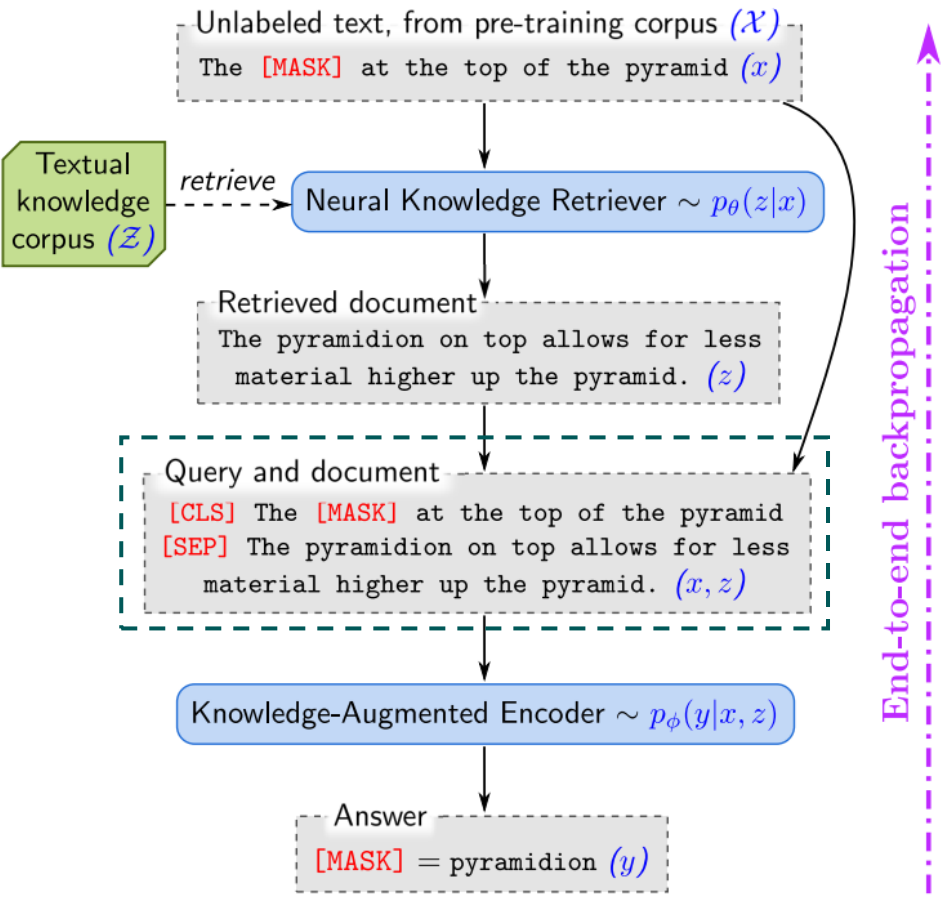 Unlabeled text, from pre-training corpus (𝒳)
The [MASK] at the top of the pyramid (x)
Textual
knowledge
corpus (𝒵)
retrieve
Neural Knowledge Retriever ∼ pθ(z|x)
Retrieved document
The pyramidion on top allows for less
material higher up the pyramid. (z)
Query and document
[CLS] The [MASK] at the top of the pyramid
[SEP] The pyramidion on top allows for less
material higher up the pyramid. (x, z)
Knowledge-Augmented Encoder ∼ pϕ(y|x, z)
Answer
[MASK] = pyramidion (y)
End-to-end backpropagation